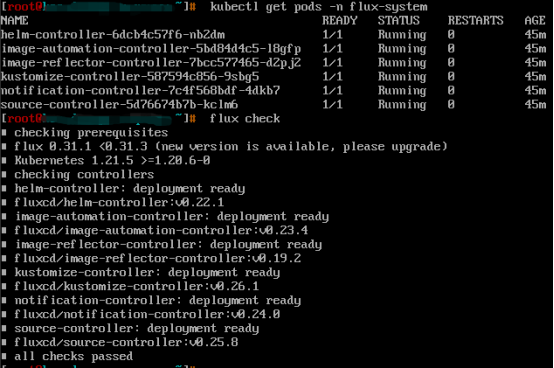 [root@ ]# kubectl get pods -n flux-system
NAME READY STATUS RESTARTS AGE
helm-controller-6dcb4c57f6-nb2dm 1/1 Running 0 45m
image-automation-controller-5bd84d4c5-l8gfp 1/1 Running 0 45m
image-reflector-controller-7bcc577465-d2pj2 1/1 Running 0 45m
kustomize-controller-587594c856-9sbg5 1/1 Running 0 45m
notification-controller-7c4f568bdf-4dkb7 1/1 Running 0 45m
source-controller-5d76674b7b-kclm6 1/1 Running 0 45m
[root@ ]# flux check
checking prerequisites
flux 0.31.1 <0.31.3 (new version is available, please upgrade)
Kubernetes 1.21.5 >=1.20.6-0
checking controllers
helm-controller: deployment ready
fluxcd/helm-controller:v0.22.1
image-automation-controller: deployment ready
fluxcd/image-automation-controller:v0.23.4
image-reflector-controller: deployment ready
fluxcd/image-reflector-controller:v0.19.2
kustomize-controller: deployment ready
fluxcd/kustomize-controller:v0.26.1
notification-controller: deployment ready
fluxcd/notification-controller:v0.24.0
source-controller: deployment ready
fluxcd/source-controller:v0.25.8
all checks passed
[root@ ]#